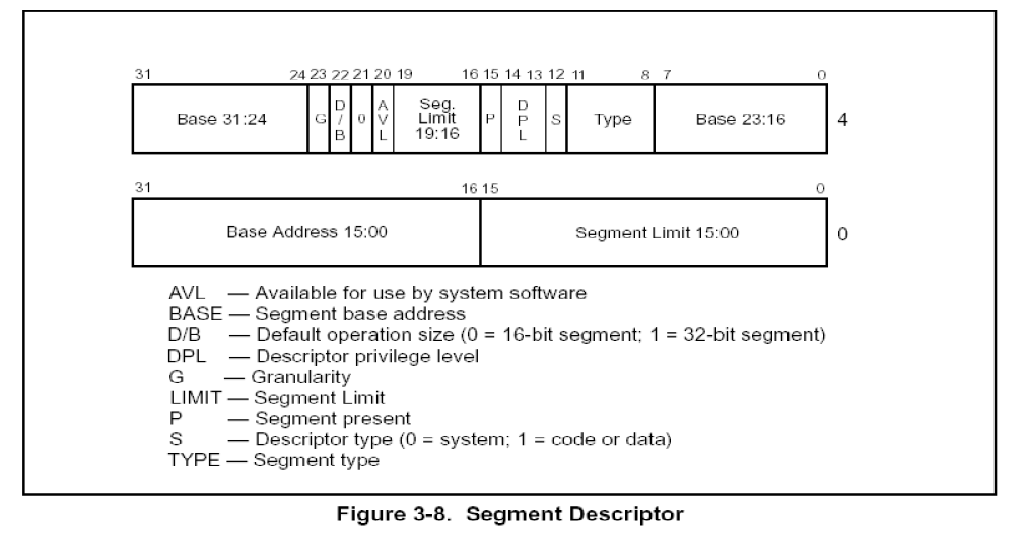 31 24 23 22 21 20 19 16 15 14 13 12 11 8 7 0
Base 31:24 G D/B 0 AVL Seg. Limit 19:16 P DPL S Type Base 23:16 4
31 16 15 0
Base Address 15:00 Segment Limit 15:00 0
AVL — Available for use by system software
BASE — Segment base address
D/B — Default operation size (0 = 16-bit segment; 1 = 32-bit segment)
DPL — Descriptor privilege level
G — Granularity
LIMIT — Segment Limit
P — Segment present
S — Descriptor type (0 = system; 1 = code or data)
TYPE — Segment type
Figure 3-8. Segment Descriptor